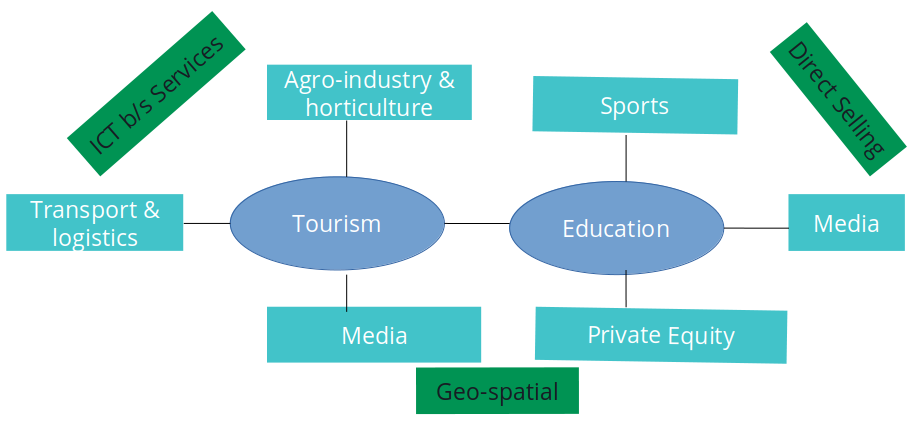 ICT b/s Services
Agro-industry &
horticulture
Sports
Direct Selling
Transport &
logistics
Tourism
Education
Media
Media
Private Equity
Geo-spatial